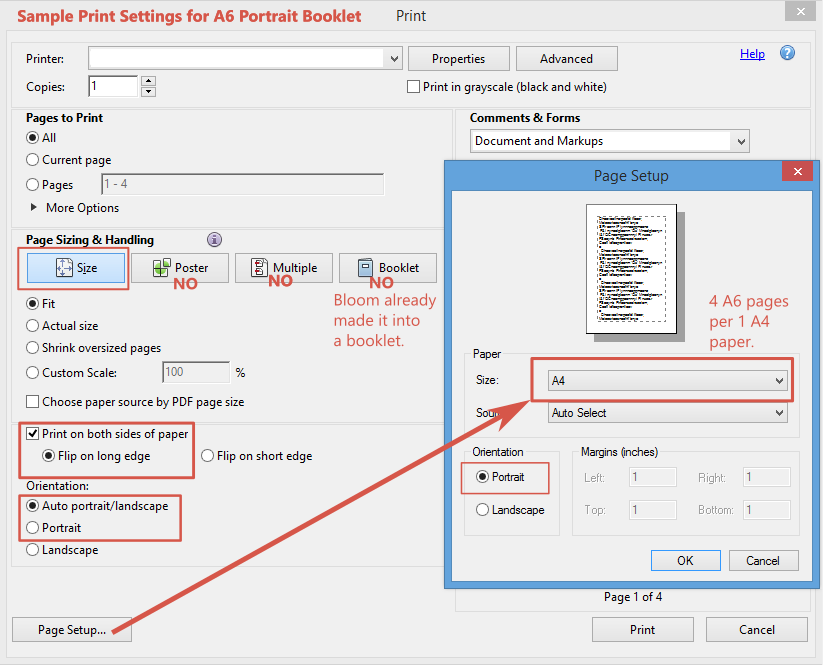 Sample Print Settings for A6 Portrait Booklet
Print
Printer:
Properties
Advanced
Help
Copies:
1
Print in grayscale (black and white)
Pages to Print
All
Current page
Pages
1 - 4
More Options
Comments & Forms
Document and Markups
Page Sizing & Handling
Size
Poster
NO
Multiple
NO
Booklet
NO
Bloom already
made it into
a booklet.
Fit
Actual size
Shrink oversized pages
Custom Scale:
100
%
Choose paper source by PDF page size
Print on both sides of paper
Flip on long edge
Flip on short edge
Orientation:
Auto portrait/landscape
Portrait
Landscape
Page Setup...
Page Setup
4 A6 pages
per 1 A4
paper.
Paper
Size:
A4
Auto Select
Orientation
Portrait
Landscape
Margins (inches)
Left:
1
Right:
1
Top:
1
Bottom:
1
OK
Cancel
Page 1 of 4
Print
Cancel